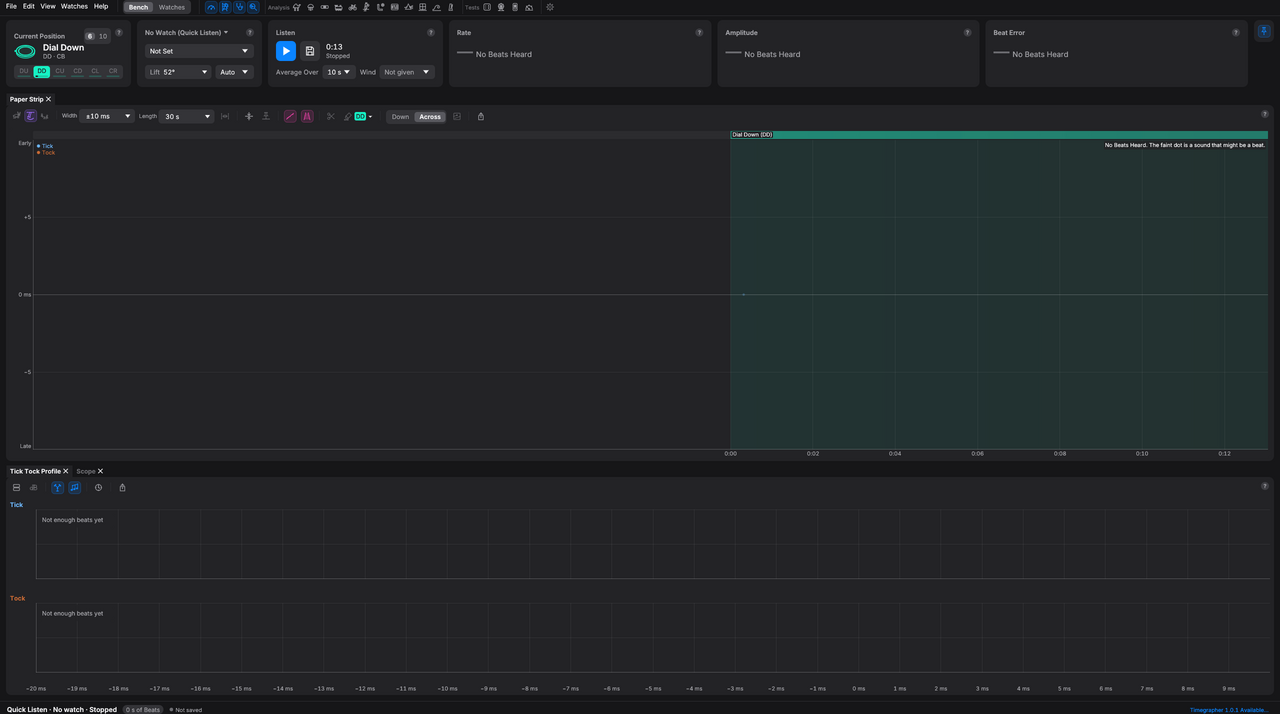 File Edit View Watches Help Bench Watches Analysis Tests
Current Position 6 10
Dial Down
DD · CB
DU DD CU CD CL CR
No Watch (Quick Listen)
Not Set
Lift 52° Auto
Listen
0:13
Stopped
Average Over 10 s Wind Not given
Rate
No Beats Heard
Amplitude
No Beats Heard
Beat Error
No Beats Heard
Paper Strip
Width ±10 ms Length 30 s DD Down Across
Dial Down (DD)
Early
Tick
Tock
No Beats Heard. The faint dot is a sound that might be a beat.
+5
0 ms
−5
Late
0:00 0:02 0:04 0:06 0:08 0:10 0:12
Tick Tock Profile Scope
Tick
Not enough beats yet
Tock
Not enough beats yet
−20 ms −19 ms −18 ms −17 ms −16 ms −15 ms −14 ms −13 ms −12 ms −11 ms −10 ms −9 ms −8 ms −7 ms −6 ms −5 ms −4 ms −3 ms −2 ms −1 ms 0 ms 1 ms 2 ms 3 ms 4 ms 5 ms 6 ms 7 ms 8 ms 9 ms
Quick Listen · No watch · Stopped 0 s of Beats Not saved Timegrapher 1.0.1 Available...